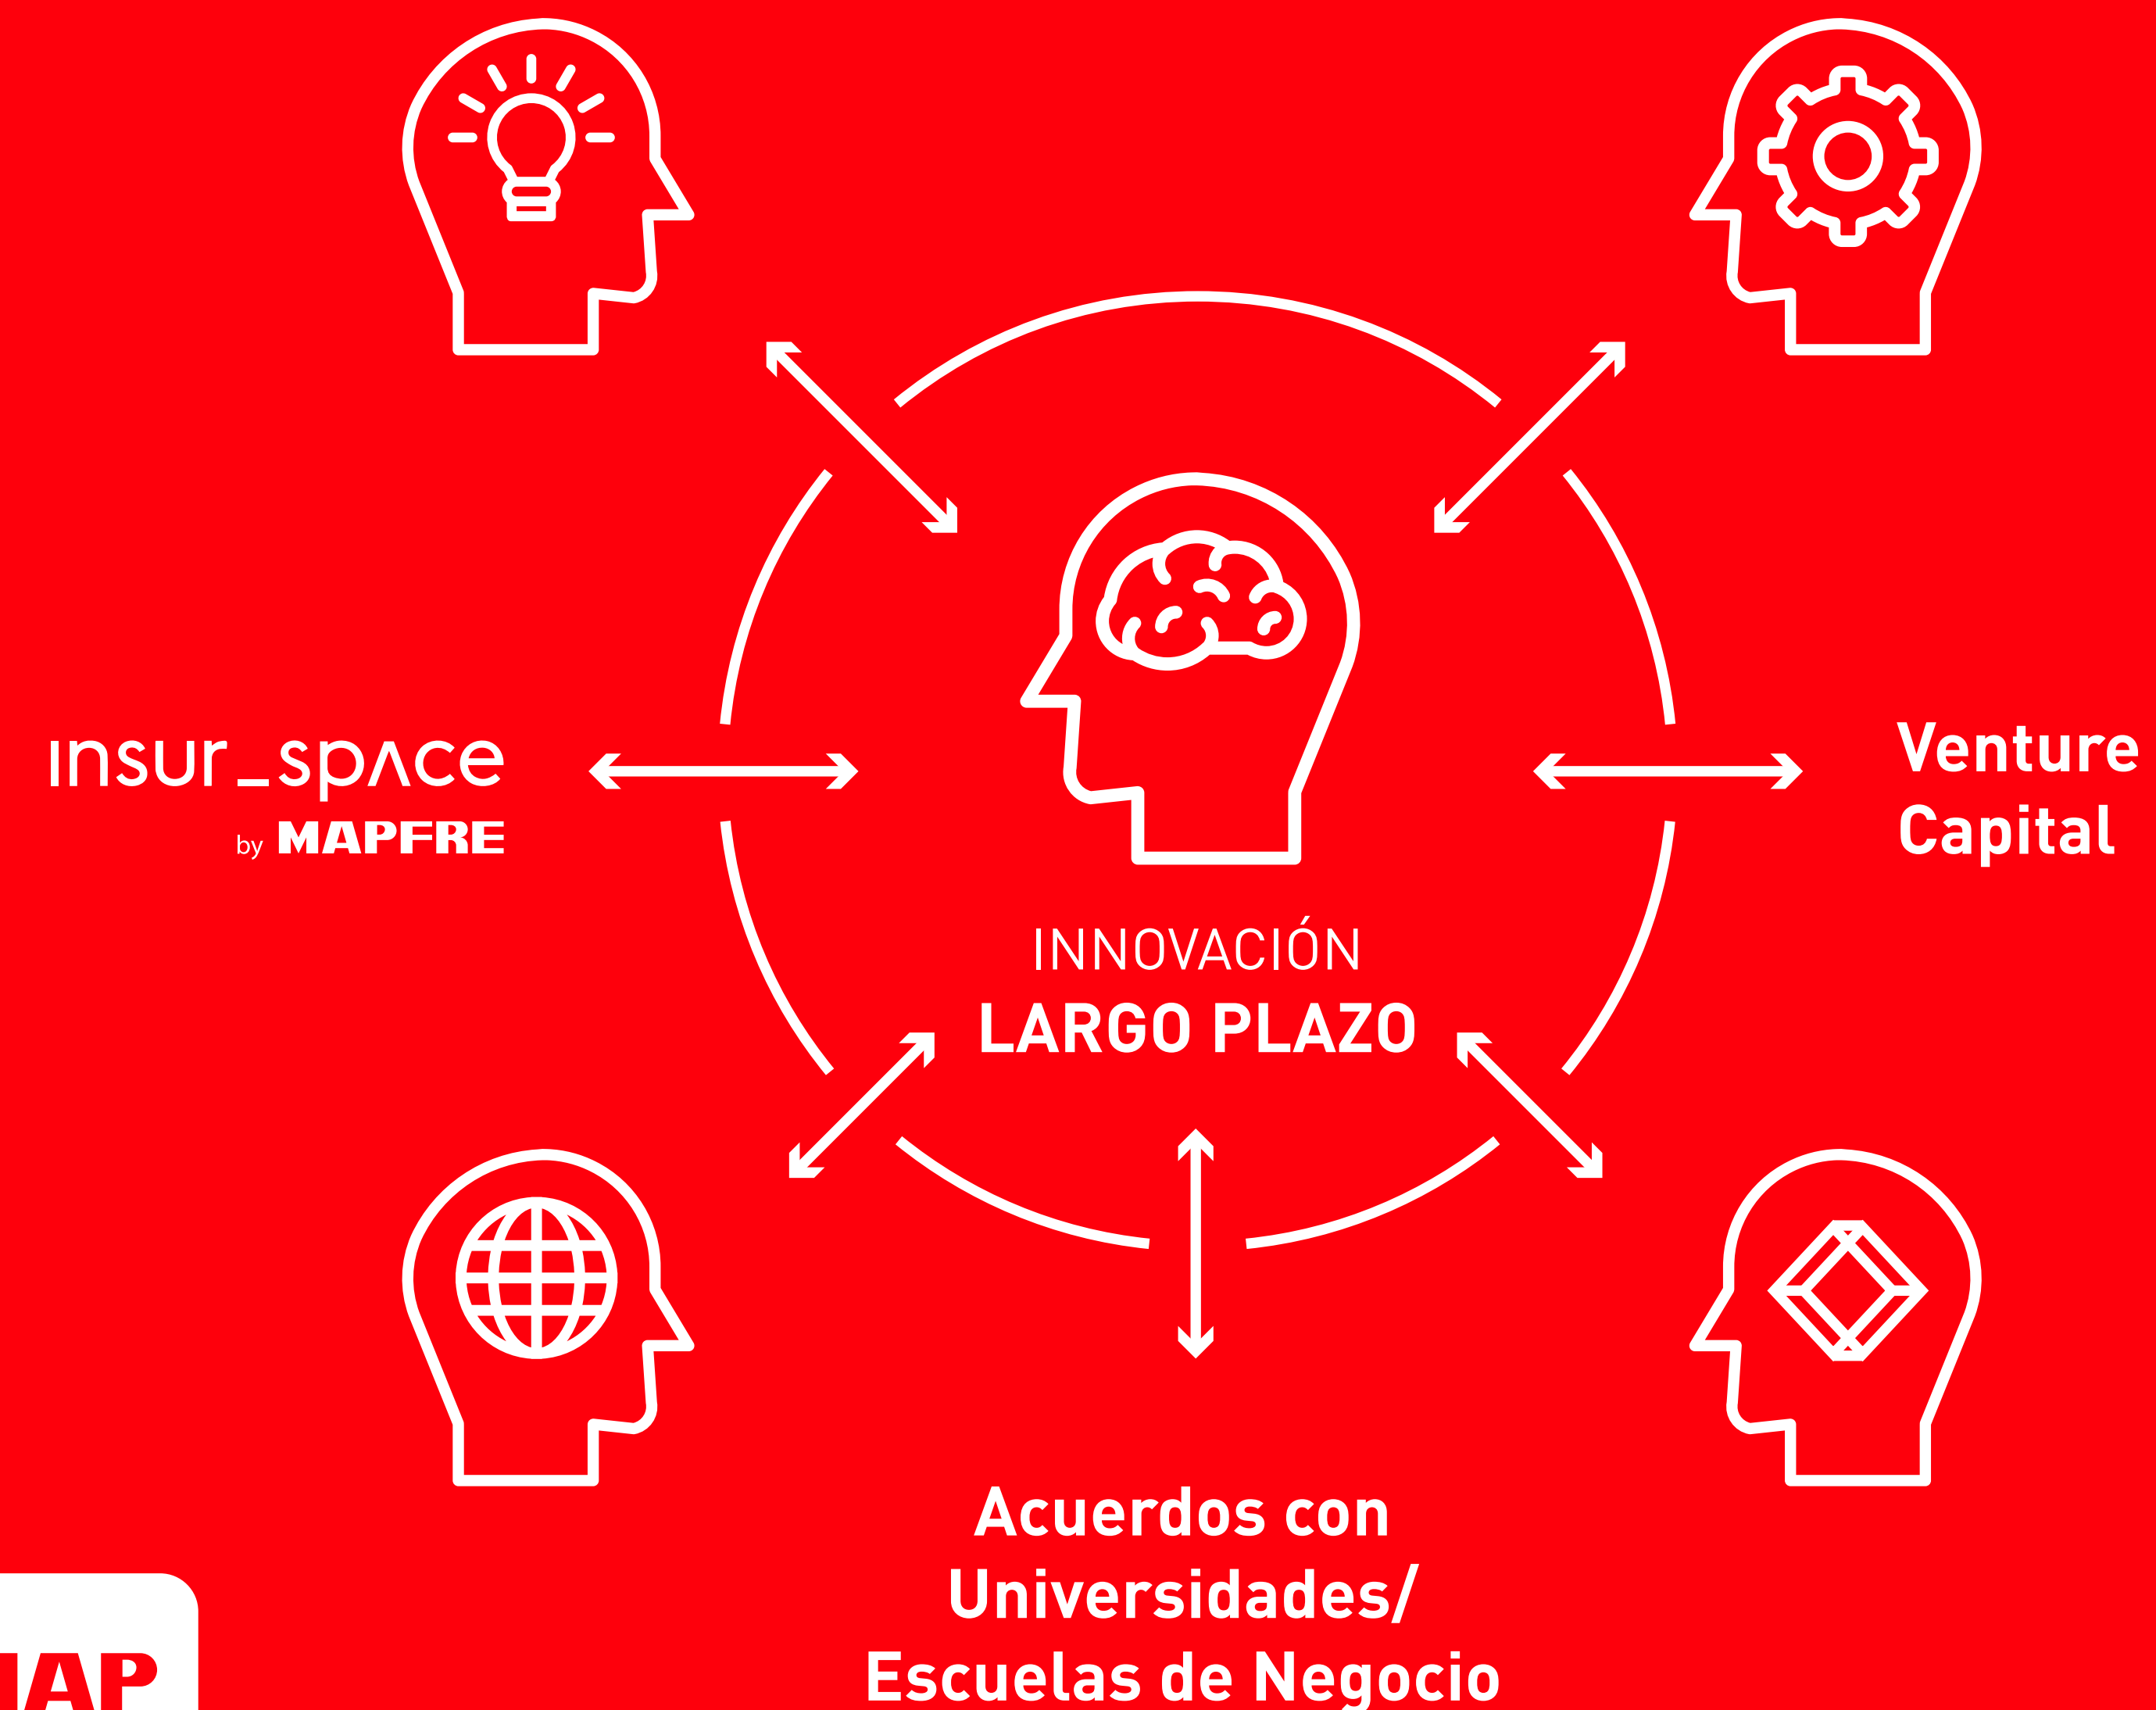 insur_space
by MAPFRE
Venture
Capital
INNOVACIÓN
LARGO PLAZO
Acuerdos con
Universidades/
Escuelas de Negocio